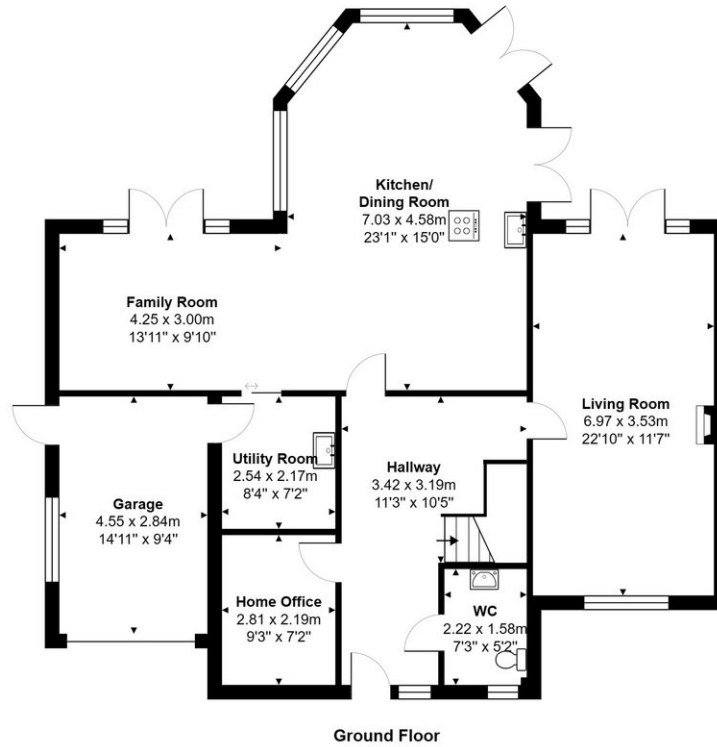 Kitchen/
Dining Room
7.03 x 4.58m
23'1" x 15'0"
Family Room
4.25 x 3.00m
13'11" x 9'10"
Living Room
6.97 x 3.53m
22'10" x 11'7"
Utility Room
2.54 x 2.17m
8'4" x 7'2"
Hallway
3.42 x 3.19m
11'3" x 10'5"
Garage
4.55 x 2.84m
14'11" x 9'4"
Home Office
2.81 x 2.19m
9'3" x 7'2"
WC
2.22 x 1.58m
7'3" x 5'2"
Ground Floor